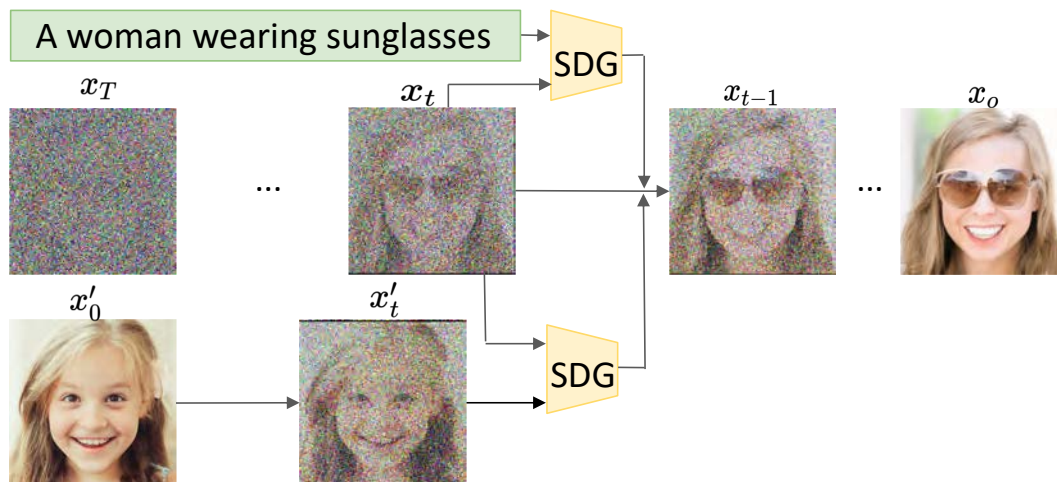 A woman wearing sunglasses
SDG
x_T
x_t
x_{t-1}
x_o
...
...
x'_0
x'_t
SDG